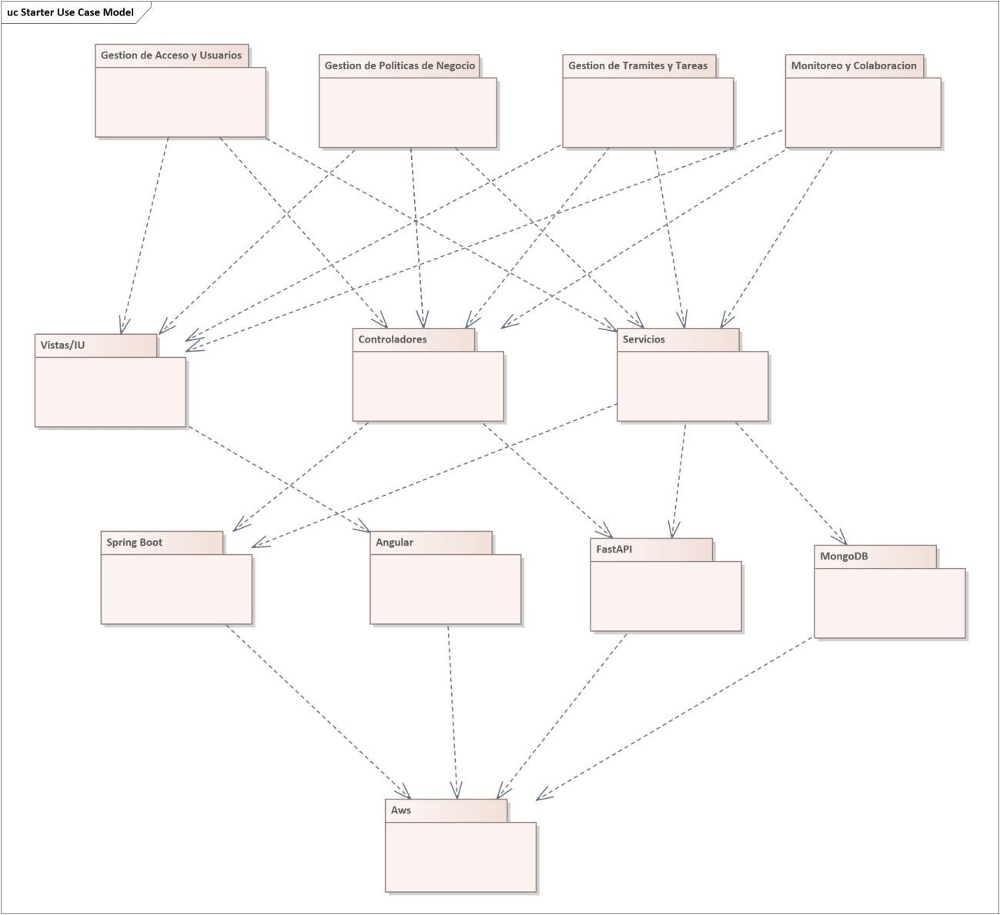 uc Starter Use Case Model
Gestion de Acceso y Usuarios
Gestion de Politicas de Negocio
Gestion de Tramites y Tareas
Monitoreo y Colaboracion
Vistas/IU
Controladores
Servicios
Spring Boot
Angular
FastAPI
MongoDB
Aws